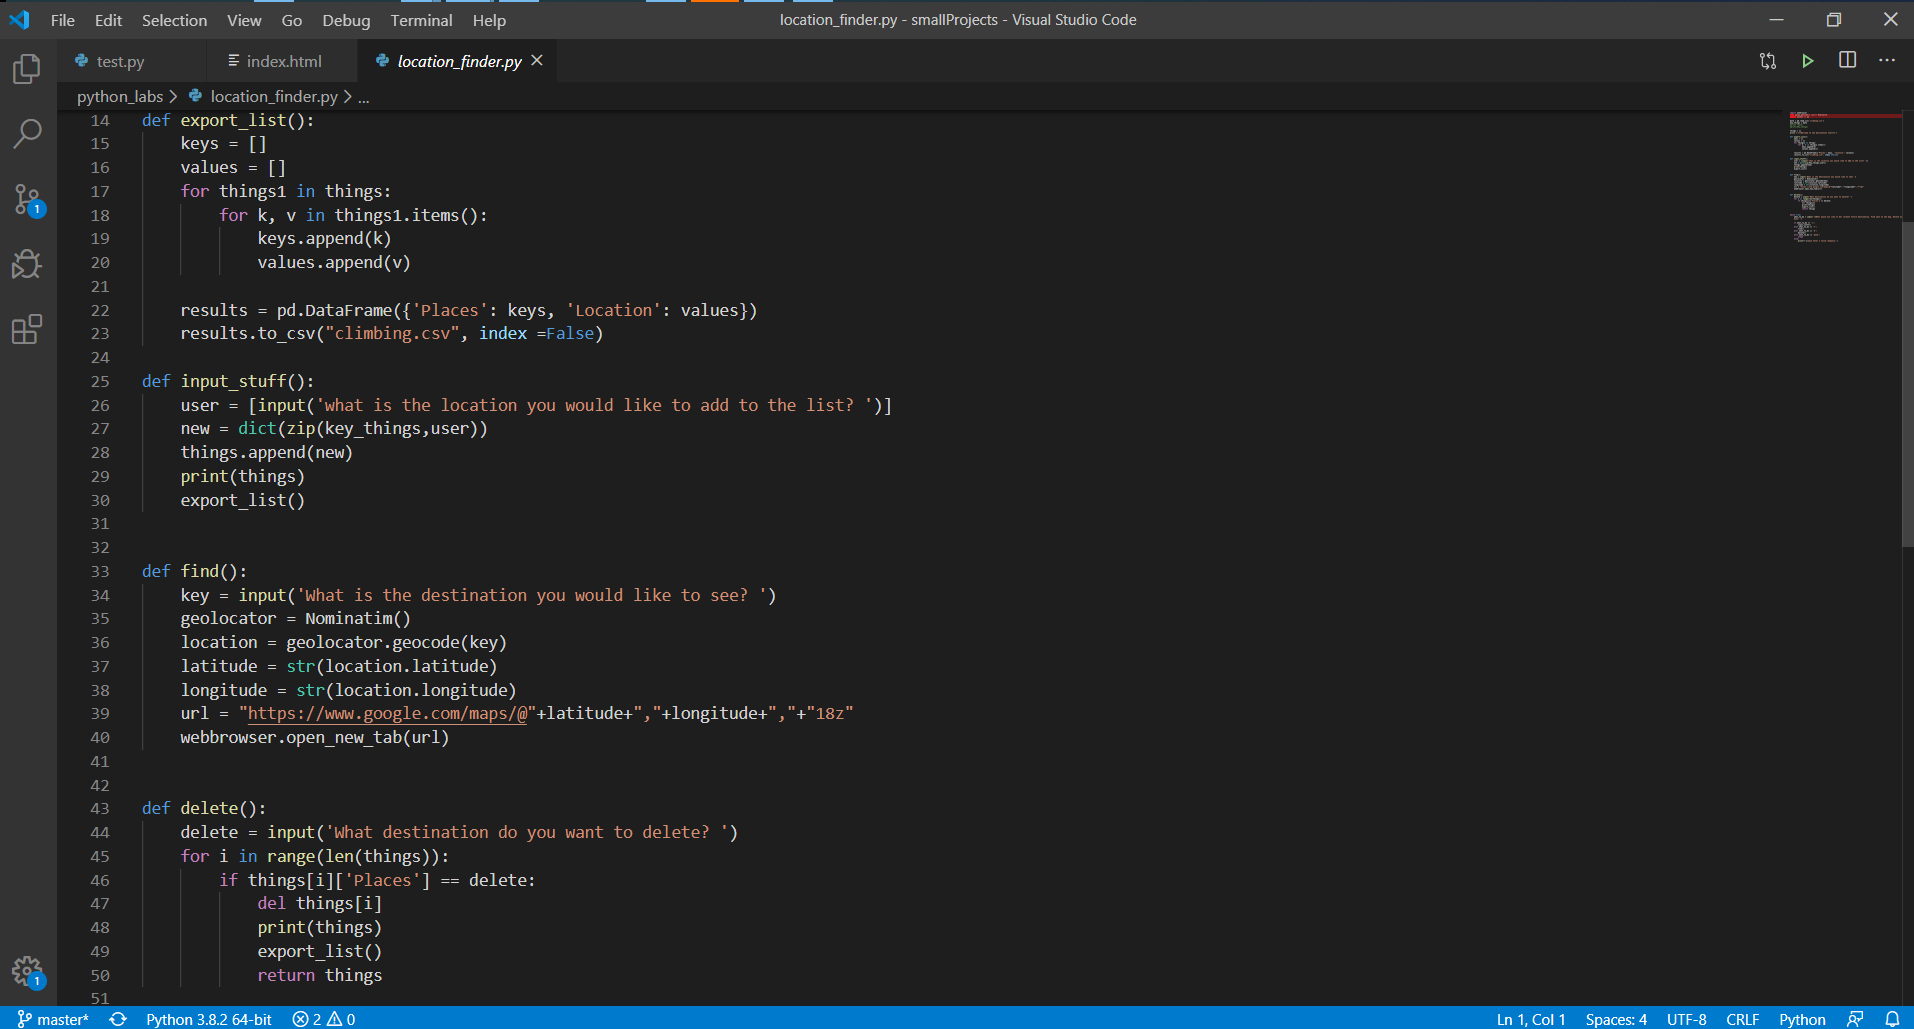 File Edit Selection View Go Debug Terminal Help location_finder.py - smallProjects - Visual Studio Code
test.py index.html location_finder.py
python_labs > location_finder.py > ...
14 def export_list():
15 keys = []
16 values = []
17 for things1 in things:
18 for k, v in things1.items():
19 keys.append(k)
20 values.append(v)
21
22 results = pd.DataFrame({'Places': keys, 'Location': values})
23 results.to_csv("climbing.csv", index =False)
24
25 def input_stuff():
26 user = [input('what is the location you would like to add to the list? ')]
27 new = dict(zip(key_things,user))
28 things.append(new)
29 print(things)
30 export_list()
31
32
33 def find():
34 key = input('What is the destination you would like to see? ')
35 geolocator = Nominatim()
36 location = geolocator.geocode(key)
37 latitude = str(location.latitude)
38 longitude = str(location.longitude)
39 url = "https://www.google.com/maps/@"+latitude+","+longitude+","+"18z"
40 webbrowser.open_new_tab(url)
41
42
43 def delete():
44 delete = input('What destination do you want to delete? ')
45 for i in range(len(things)):
46 if things[i]['Places'] == delete:
47 del things[i]
48 print(things)
49 export_list()
50 return things
51
1
1
master* Python 3.8.2 64-bit 2 0 Ln 1, Col 1 Spaces: 4 UTF-8 CRLF Python